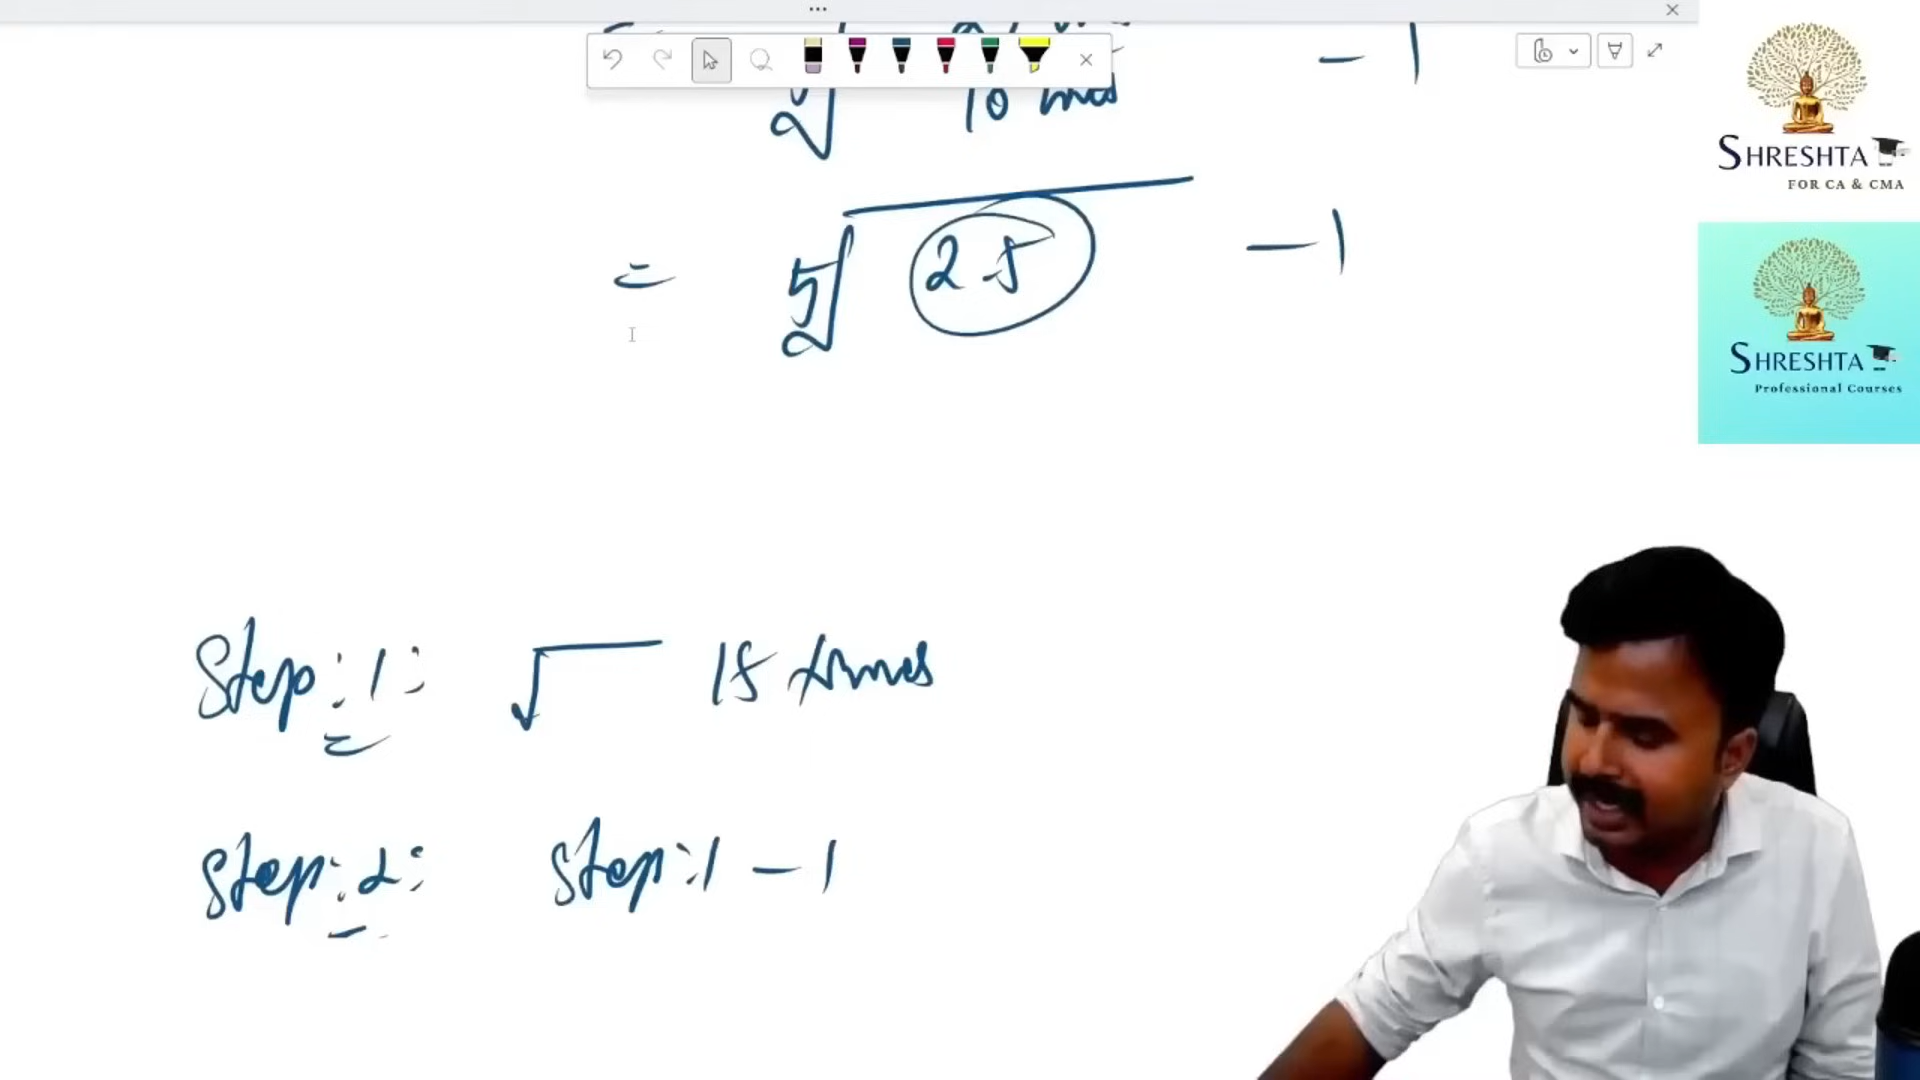 - 1
10
= 5√2.5 - 1
Step:1: √ 15 times
Step:2: Step:1 - 1
SHRESHTA
FOR CA & CMA
SHRESHTA
Professional Courses